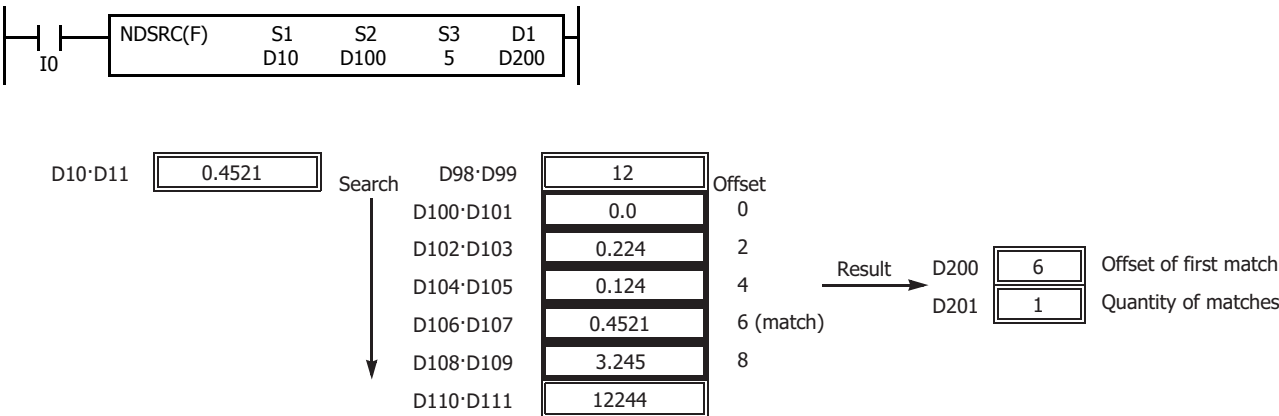 NDSRC(F) S1 S2 S3 D1
D10 D100 5 D200
I0
D10·D11 0.4521 Search D98·D99 12 Offset
D100·D101 0.0 0
D102·D103 0.224 2
D104·D105 0.124 4
Result D200 6 Offset of first match
D201 1 Quantity of matches
D106·D107 0.4521 6 (match)
D108·D109 3.245 8
D110·D111 12244